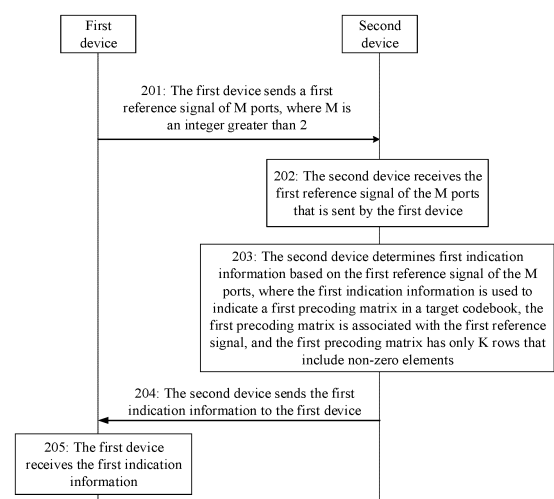 First
device
Second
device
201: The first device sends a first
reference signal of M ports, where M is
an integer greater than 2
202: The second device receives the
first reference signal of the M ports
that is sent by the first device
203: The second device determines first indication
information based on the first reference signal of the M
ports, where the first indication information is used to
indicate a first precoding matrix in a target codebook, the
first precoding matrix is associated with the first reference
signal, and the first precoding matrix has only K rows that
include non-zero elements
204: The second device sends the first
indication information to the first device
205: The first device
receives the first indication
information